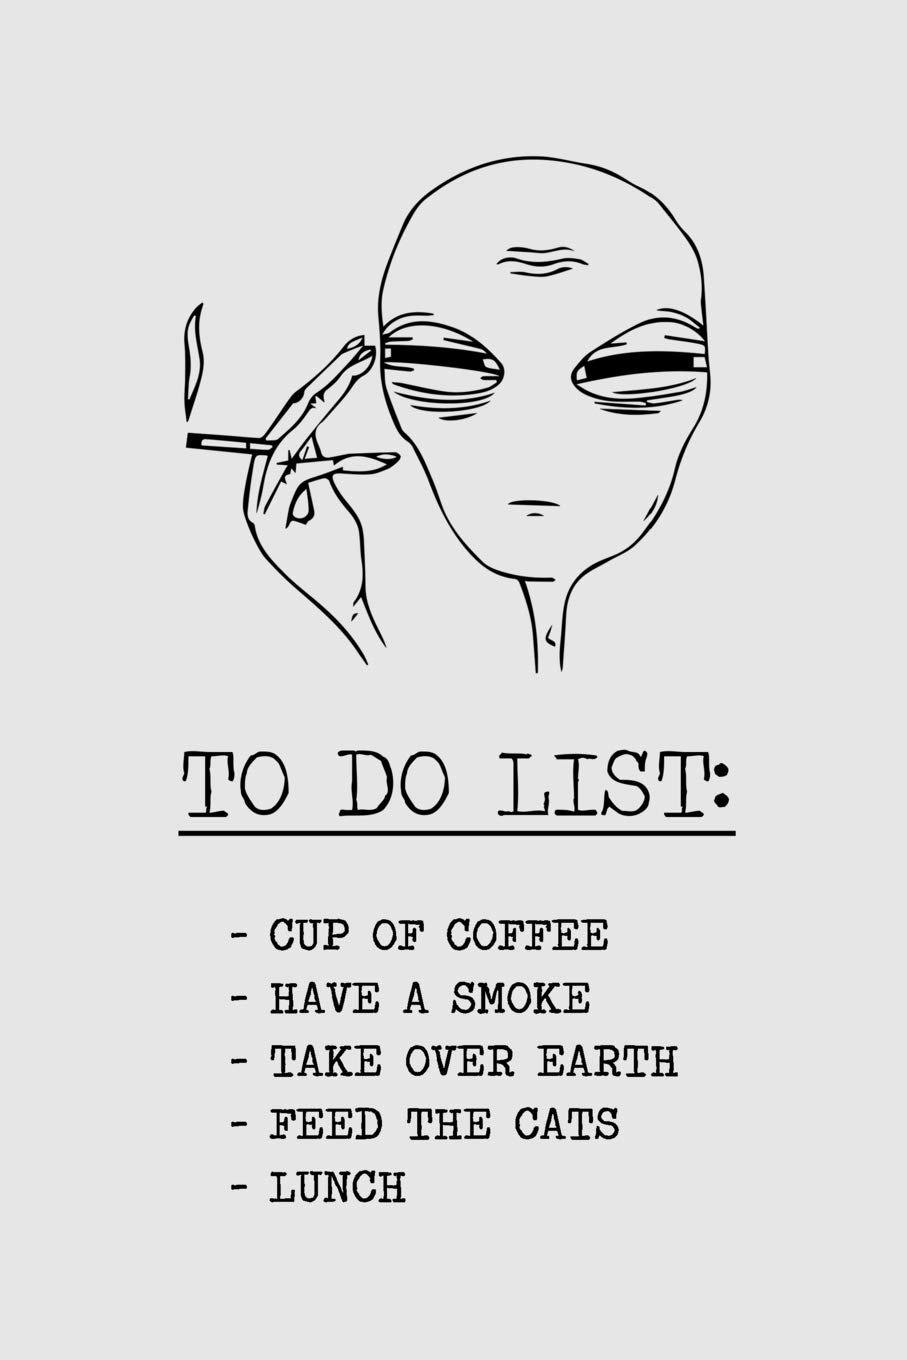 TO DO LIST:
- CUP OF COFFEE
- HAVE A SMOKE
- TAKE OVER EARTH
- FEED THE CATS
- LUNCH